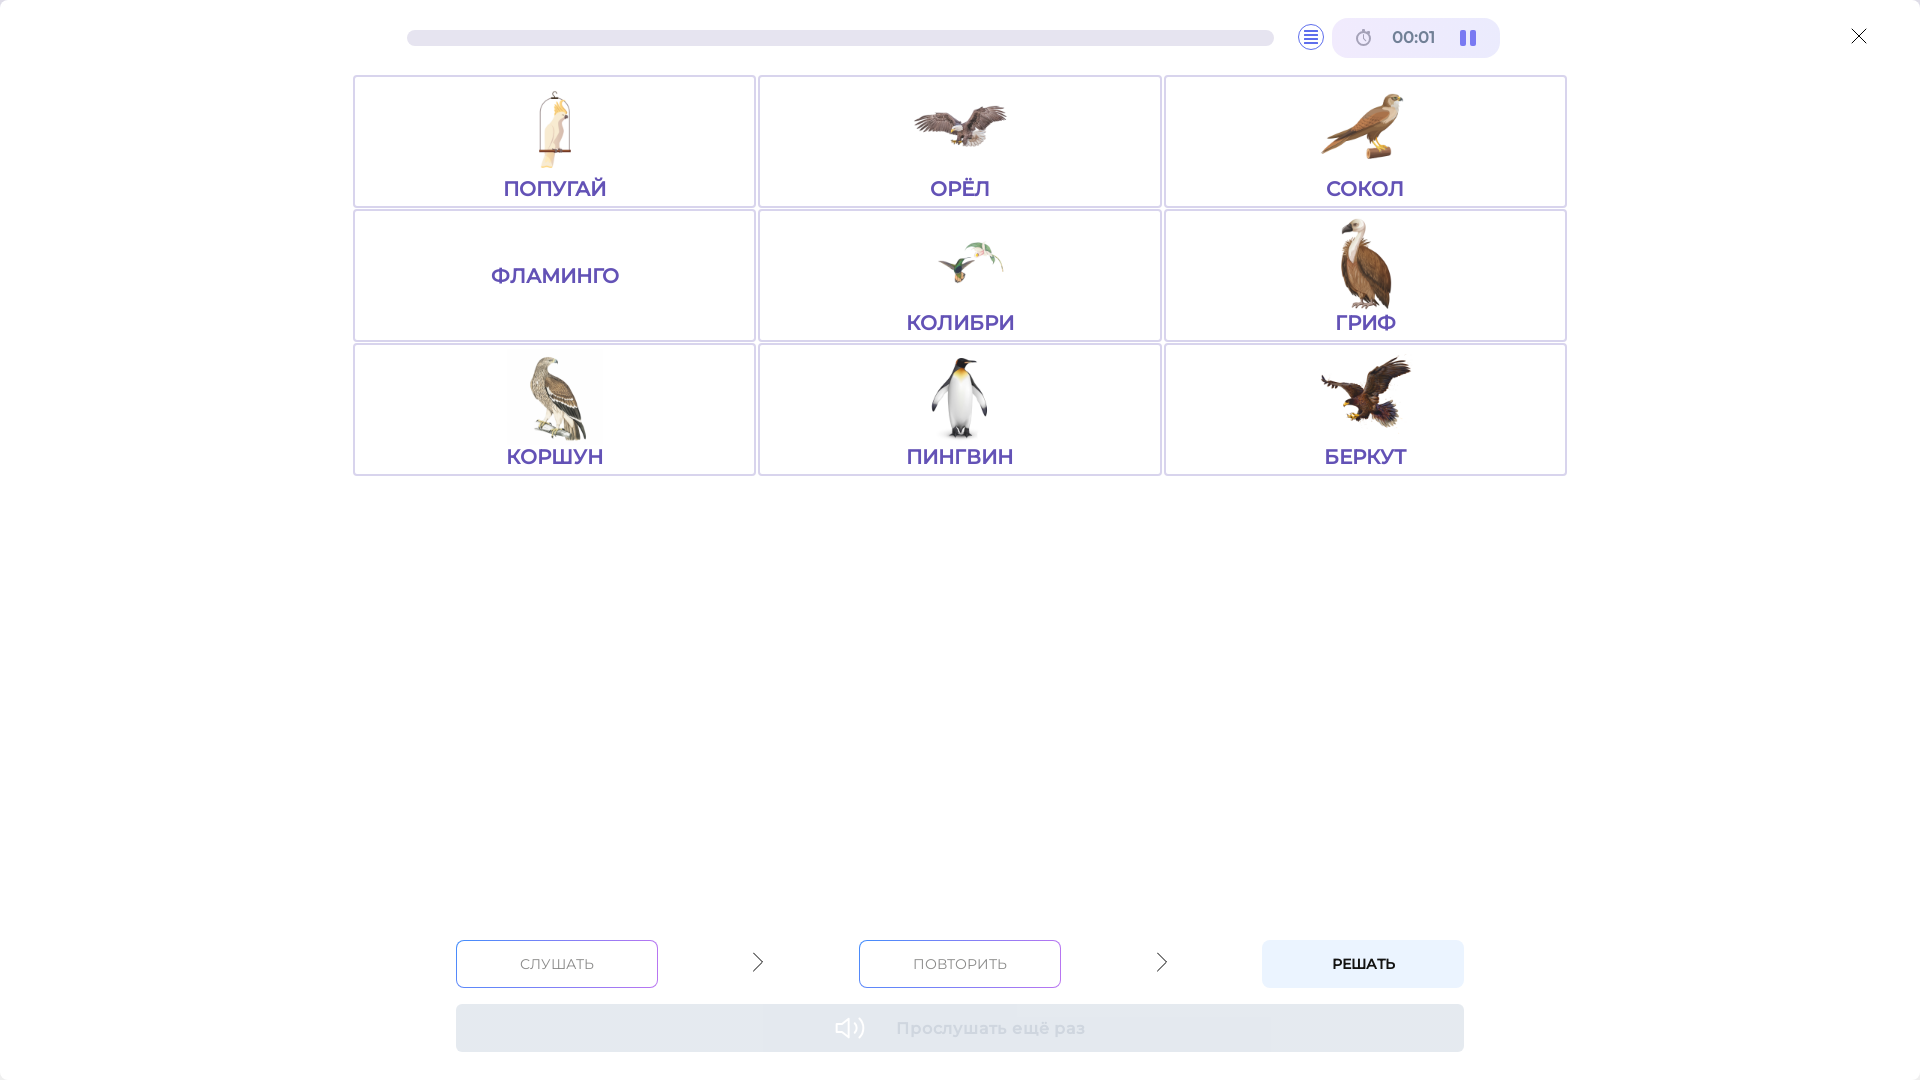 00:01
ПОПУГАЙ
ОРЁЛ
СОКОЛ
ФЛАМИНГО
КОЛИБРИ
ГРИФ
КОРШУН
ПИНГВИН
БЕРКУТ
СЛУШАТЬ
ПОВТОРИТЬ
РЕШАТЬ
Прослушать ещё раз